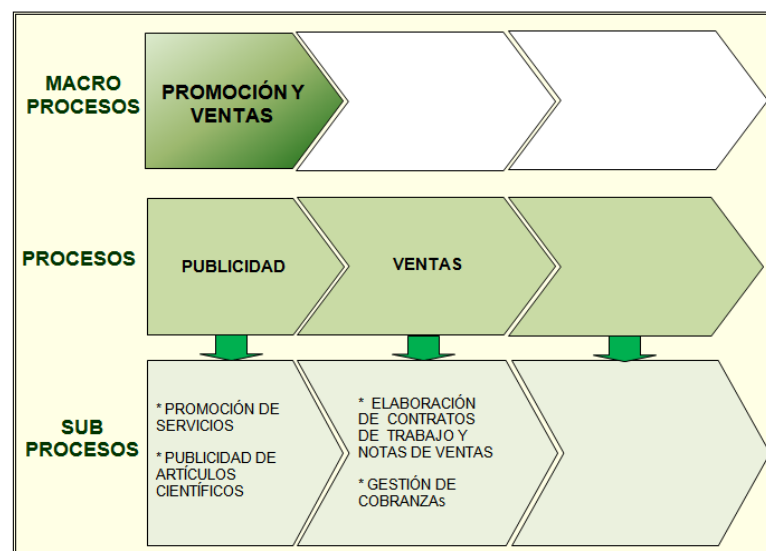 MACRO
PROCESOS
PROMOCIÓN Y
VENTAS
PROCESOS
PUBLICIDAD
VENTAS
SUB
PROCESOS
* PROMOCIÓN DE
SERVICIOS
* PUBLICIDAD DE
ARTÍCULOS
CIENTÍFICOS
* ELABORACIÓN
DE CONTRATOS
DE TRABAJO Y
NOTAS DE VENTAS
* GESTIÓN DE
COBRANZAs